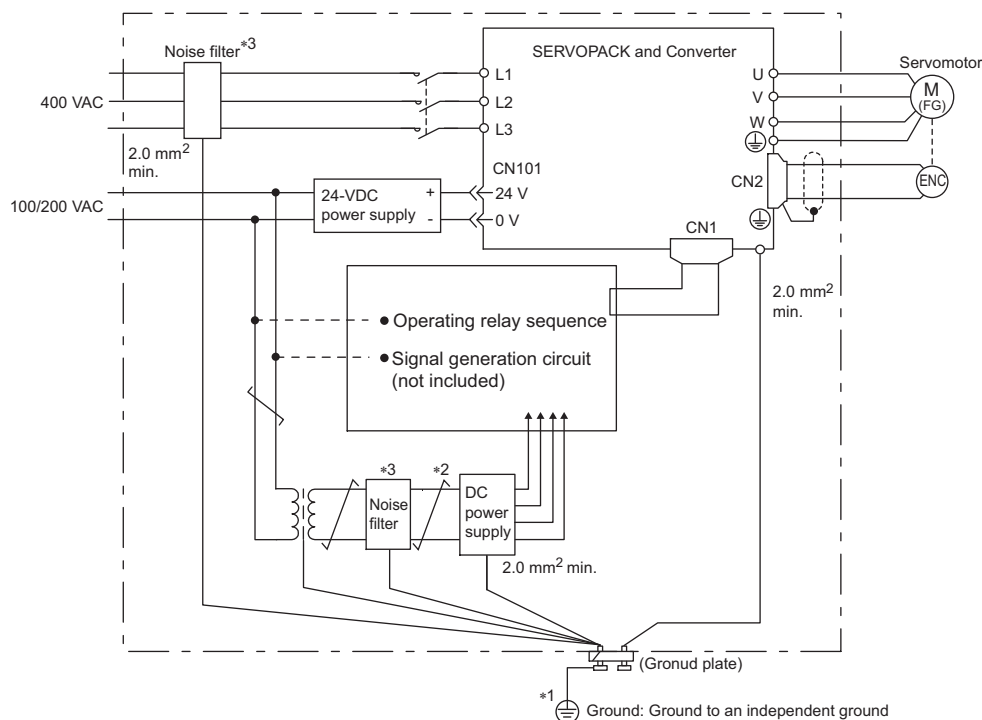 Noise filter*3
SERVOPACK and Converter
Servomotor
400 VAC
L1
L2
L3
U
V
W
M
(FG)
2.0 mm2
min.
CN101
100/200 VAC
24-VDC
power supply
+
-
24 V
0 V
CN2
ENC
CN1
2.0 mm2
min.
● Operating relay sequence
● Signal generation circuit
(not included)
*3
*2
Noise
filter
DC
power
supply
2.0 mm2 min.
(Gronud plate)
*1
Ground: Ground to an independent ground